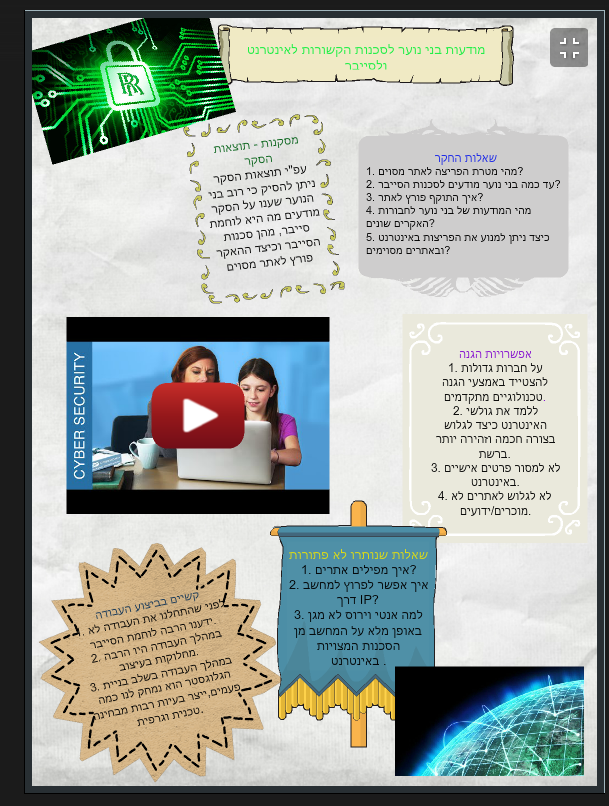 מודעות בני נוער לסכנות הקשורות לאינטרנט
ולסייבר
שאלות החקר
1. מהי מטרת הפריצה לאתר מסוים?
2. עד כמה בני נוער מודעים לסכנות הסייבר?
3. איך התוקף פורץ לאתר?
4. מהי המודעות של בני נוער לחבורות
האקרים שונים?
5. כיצד ניתן למנוע את הפריצות באינטרנט
ובאתרים מסוימים?
מסקנות - תוצאות
הסקר
עפ"י תוצאות הסקר
ניתן להסיק כי רוב בני
הנוער שענו על הסקר
מודעים מה היא לוחמת
סייבר, מהן סכנות
הסייבר וכיצד ההאקר
פורץ לאתר מסוים
CYBER SECURITY
אפשרויות הגנה
1. על חברות גדולות
להצטייד באמצעי הגנה
טכנולוגיים מתקדמים.
2. ללמד את גולשי
האינטרנט כיצד לגלוש
בצורה חכמה וזהירה יותר
ברשת.
3. לא למסור פרטים אישיים
באינטרנט.
4. לא לגלוש לאתרים לא
מוכרים/ידועים.
שאלות שנותרו לא פתורות
1. איך מפילים אתרים?
2. איך אפשר לפרוץ למחשב
דרך IP?
3. למה אנטי וירוס לא מגן
באופן מלא על המחשב מן
הסכנות המצויות
באינטרנט .
קשיים בביצוע העבודה
1. לפני שהתחלנו את העבודה לא
ידענו הרבה לוחמת הסייבר.
2. במהלך העבודה היו הרבה
מחלוקות בעיצוב.
3. במהלך העבודה בשלב בניית
הגלוגסטר הוא נמחק לנו כמה
פעמים,ייצר בעיות רבות מבחינה
טכנית וגרפית.